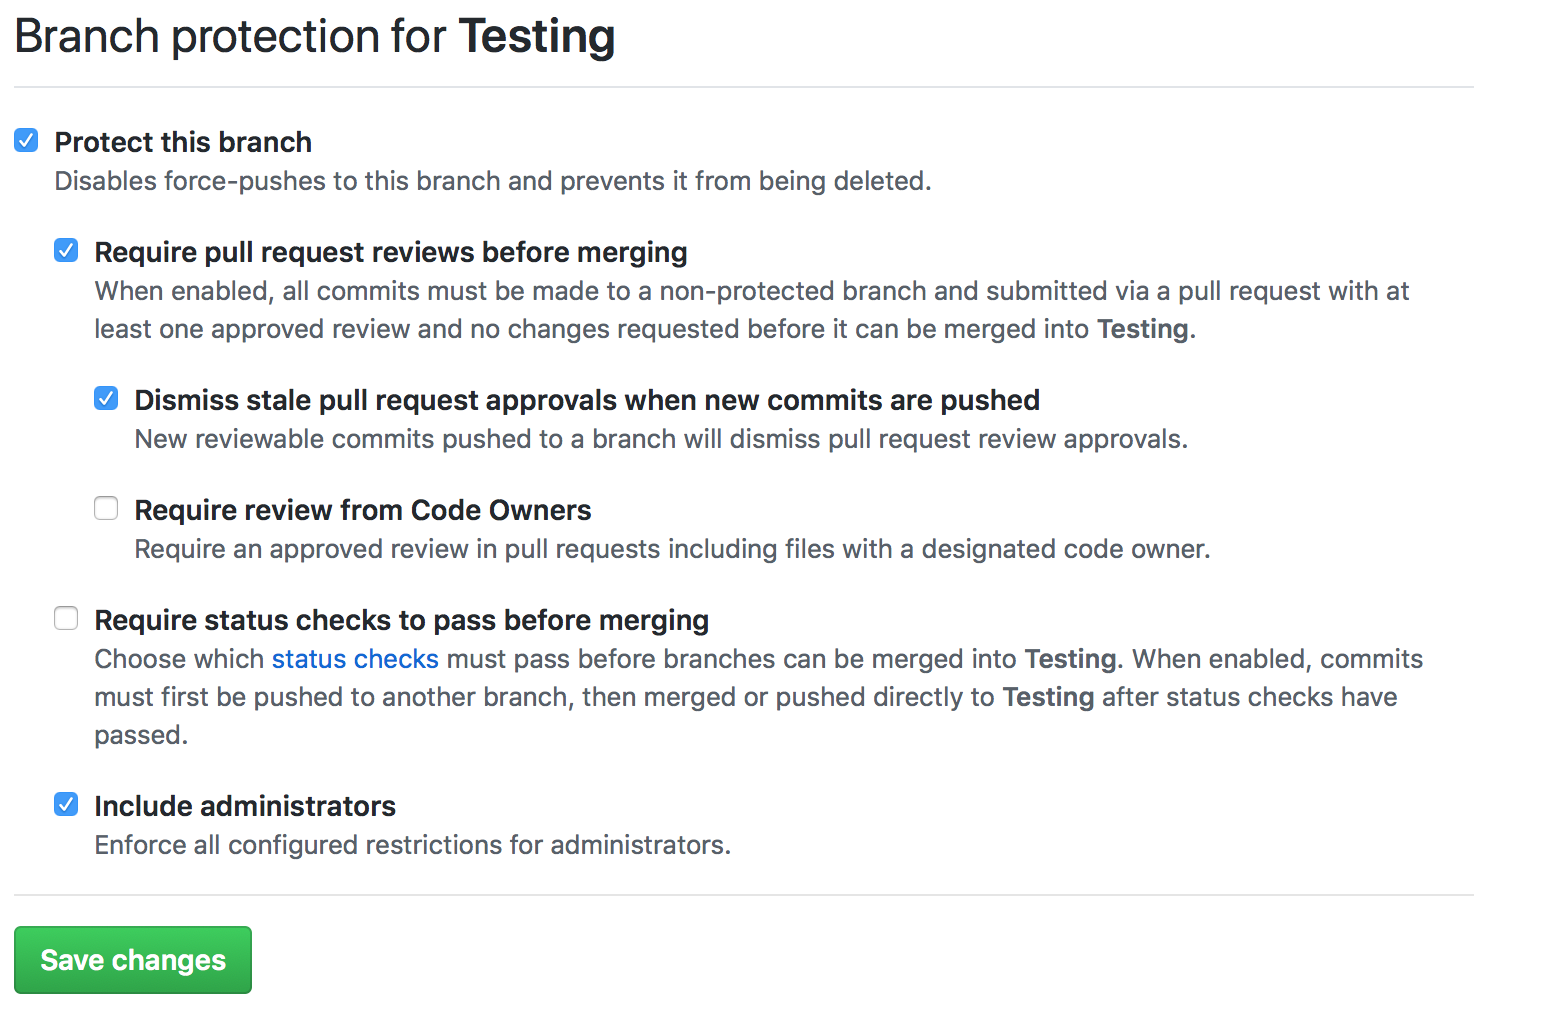 Branch protection for Testing
Protect this branch
Disables force-pushes to this branch and prevents it from being deleted.
Require pull request reviews before merging
When enabled, all commits must be made to a non-protected branch and submitted via a pull request with at
least one approved review and no changes requested before it can be merged into Testing.
Dismiss stale pull request approvals when new commits are pushed
New reviewable commits pushed to a branch will dismiss pull request review approvals.
Require review from Code Owners
Require an approved review in pull requests including files with a designated code owner.
Require status checks to pass before merging
Choose which status checks must pass before branches can be merged into Testing. When enabled, commits
must first be pushed to another branch, then merged or pushed directly to Testing after status checks have
passed.
Include administrators
Enforce all configured restrictions for administrators.
Save changes